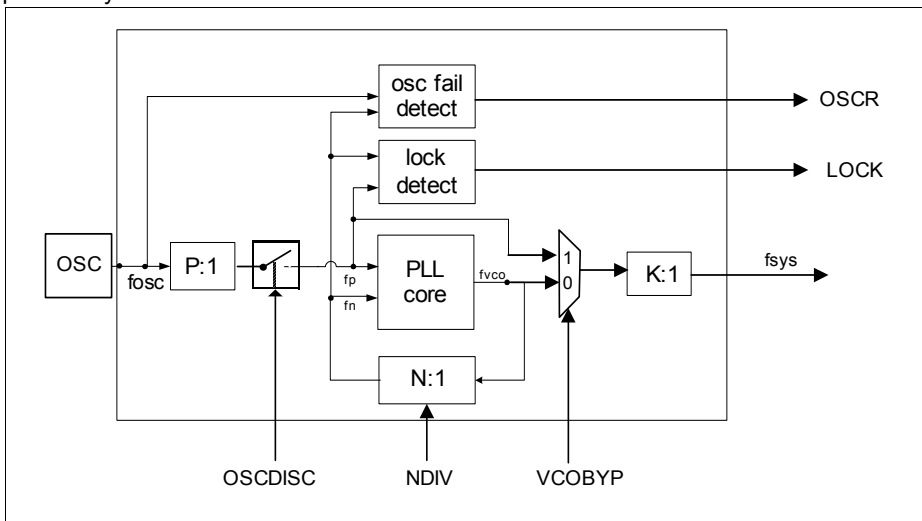 osc fail
detect
OSCR
lock
detect
LOCK
OSC
fosc
P:1
fp
fn
PLL
core
fvco
1
0
K:1
fsys
N:1
OSCDISC
NDIV
VCOBYP